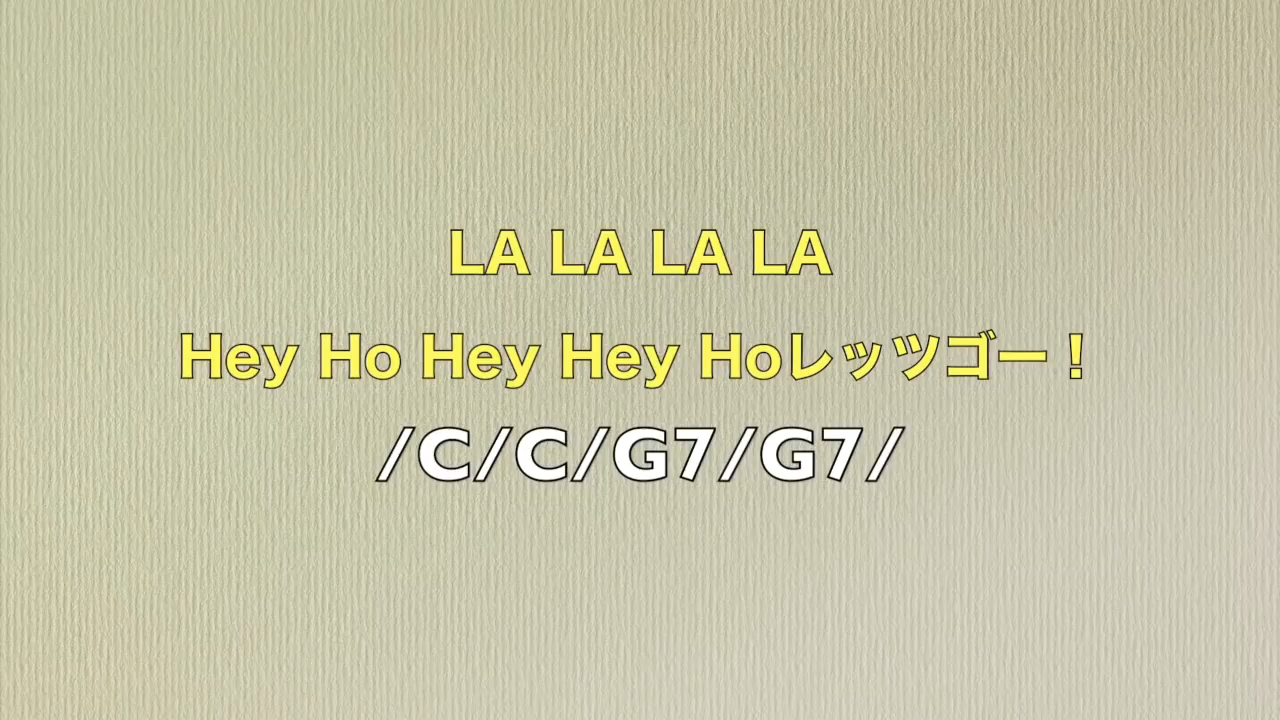 LA LA LA LA
Hey Ho Hey Hey Hoレッツゴー！
/C/C/G7/G7/